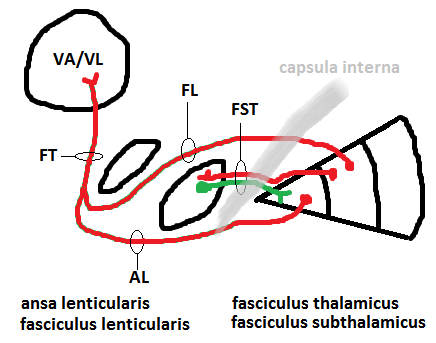 VA/VL
capsula interna
FL
FST
FT
AL
ansa lenticularis
fasciculus lenticularis
fasciculus thalamicus
fasciculus subthalamicus